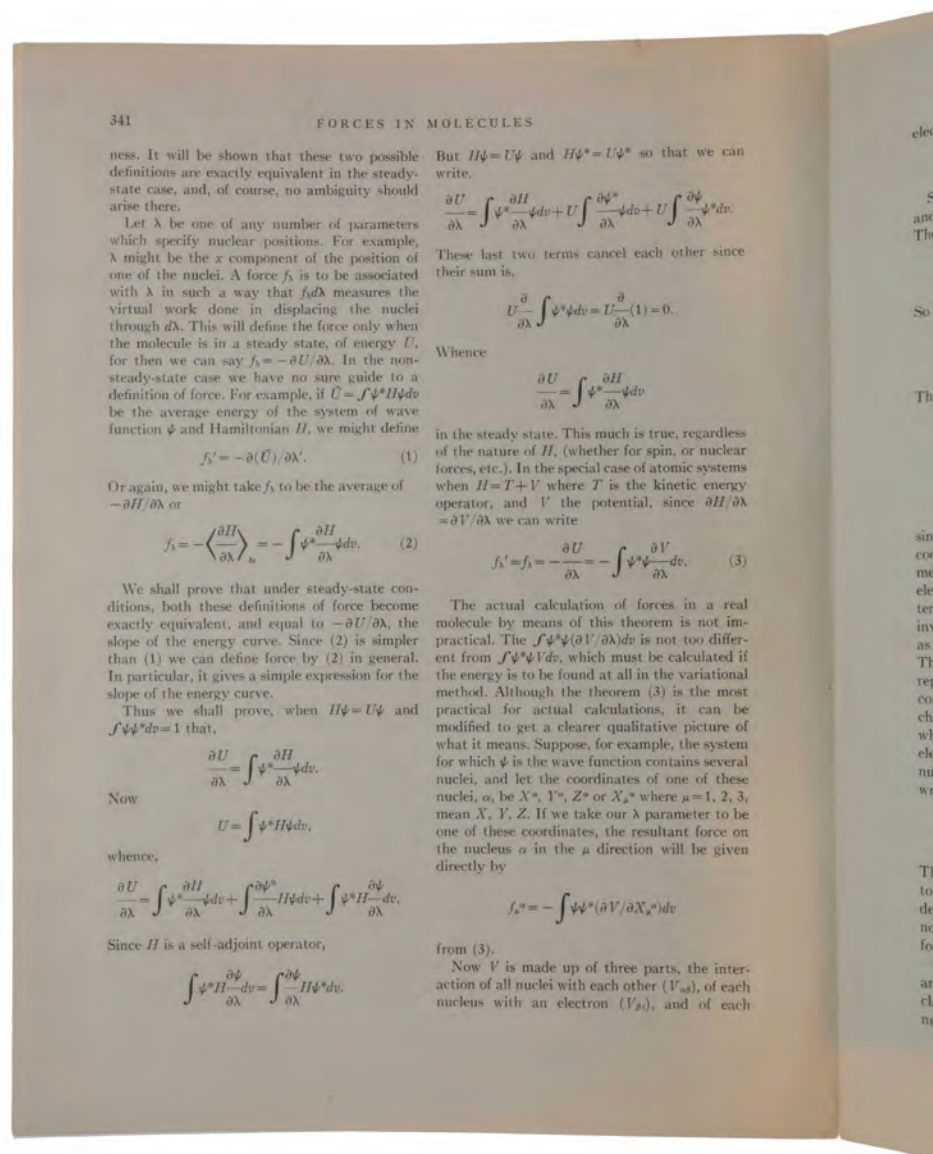 341
FORCES IN MOLECULES
ness. It will be shown that these two possible
definitions are exactly equivalent in the steady-
state case, and, of course, no ambiguity should
arise there.
Let λ be one of any number of parameters
which specify nuclear positions. For example,
λ might be the x component of the position of
one of the nuclei. A force fλ is to be associated
with λ in such a way that fλdλ measures the
virtual work done in displacing the nuclei
through dλ. This will define the force only when
the molecule is in a steady state, of energy U,
for then we can say fλ = −∂U/∂λ. In the non-
steady-state case we have no sure guide to a
definition of force. For example, if Ū = ∫ψ*Hψdv
be the average energy of the system of wave
function ψ and Hamiltonian H, we might define
fλ' = −∂(Ū)/∂λ'. (1)
Or again, we might take fλ to be the average of
−∂H/∂λ or
fλ = −⟨∂H/∂λ⟩ = −∫ψ* ∂H/∂λ ψdv. (2)
We shall prove that under steady-state con-
ditions, both these definitions of force become
exactly equivalent, and equal to −∂U/∂λ, the
slope of the energy curve. Since (2) is simpler
than (1) we can define force by (2) in general.
In particular, it gives a simple expression for the
slope of the energy curve.
Thus we shall prove, when Hψ = Uψ and
∫ψψ*dv = 1 that,
∂U/∂λ = ∫ψ* ∂H/∂λ ψdv.
Now
U = ∫ψ*Hψdv,
whence,
∂U/∂λ = ∫ψ* ∂H/∂λ ψdv + ∫∂ψ*/∂λ Hψdv + ∫ψ*H ∂ψ/∂λ dv.
Since H is a self-adjoint operator,
∫ψ*H ∂ψ/∂λ dv = ∫∂ψ/∂λ Hψ*dv.
But Hψ = Uψ and Hψ* = Uψ* so that we can
write,
∂U/∂λ = ∫ψ* ∂H/∂λ ψdv + U∫∂ψ*/∂λ ψdv + U∫∂ψ/∂λ ψ*dv.
These last two terms cancel each other since
their sum is,
U ∂/∂λ ∫ψ*ψdv = U ∂/∂λ (1) = 0.
Whence
∂U/∂λ = ∫ψ* ∂H/∂λ ψdv
in the steady state. This much is true, regardless
of the nature of H, (whether for spin, or nuclear
forces, etc.). In the special case of atomic systems
when H = T + V where T is the kinetic energy
operator, and V the potential, since ∂H/∂λ
= ∂V/∂λ we can write
fλ' = fλ = −∂U/∂λ = −∫ψ*ψ ∂V/∂λ dv. (3)
The actual calculation of forces in a real
molecule by means of this theorem is not im-
practical. The ∫ψ*ψ(∂V/∂λ)dv is not too differ-
ent from ∫ψ*ψVdv, which must be calculated if
the energy is to be found at all in the variational
method. Although the theorem (3) is the most
practical for actual calculations, it can be
modified to get a clearer qualitative picture of
what it means. Suppose, for example, the system
for which ψ is the wave function contains several
nuclei, and let the coordinates of one of these
nuclei, α, be Xᵅ, Yᵅ, Zᵅ or Xμᵅ where μ = 1, 2, 3,
mean X, Y, Z. If we take our λ parameter to be
one of these coordinates, the resultant force on
the nucleus α in the μ direction will be given
directly by
fμᵅ = −∫ψψ*(∂V/∂Xμᵅ)dv
from (3).
Now V is made up of three parts, the inter-
action of all nuclei with each other (Vαβ), of each
nucleus with an electron (Vβi), and of each
So